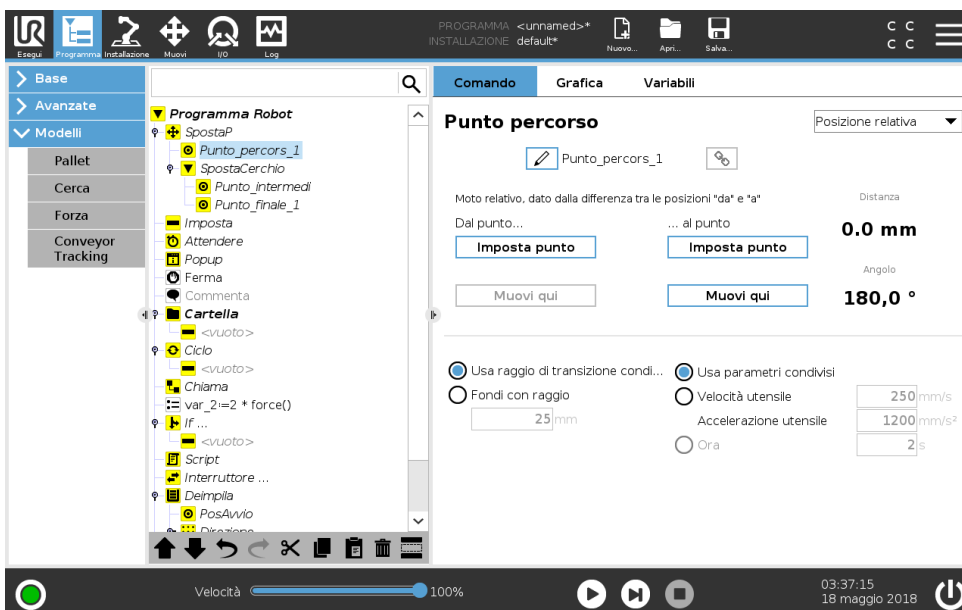 UR
Esegui
Programma
Installazione
Muovi
I/O
Log
PROGRAMMA <unnamed>*
INSTALLAZIONE default*
Nuovo...
Apri...
Salva...
C C
C C
Base
Avanzate
Modelli
Pallet
Cerca
Forza
Conveyor
Tracking
Programma Robot
SpostaP
Punto_percors_1
SpostaCerchio
Punto_intermedi
Punto_finale_1
Imposta
Attendere
Popup
Ferma
Commenta
Cartella
<vuoto>
Ciclo
<vuoto>
Chiama
var_2:=2 * force()
If ...
<vuoto>
Script
Interruttore ...
Deimpila
PosAvvio
Direzione
Comando
Grafica
Variabili
Punto percorso
Posizione relativa
Punto_percors_1
Moto relativo, dato dalla differenza tra le posizioni "da" e "a"
Distanza
Dal punto...
... al punto
0.0 mm
Imposta punto
Imposta punto
Angolo
Muovi qui
Muovi qui
180,0 °
Usa raggio di transizione condi...
Usa parametri condivisi
Fondi con raggio
Velocità utensile
250 mm/s
25 mm
Accelerazione utensile
1200 mm/s²
Ora
2 s
Velocità
100%
03:37:15
18 maggio 2018